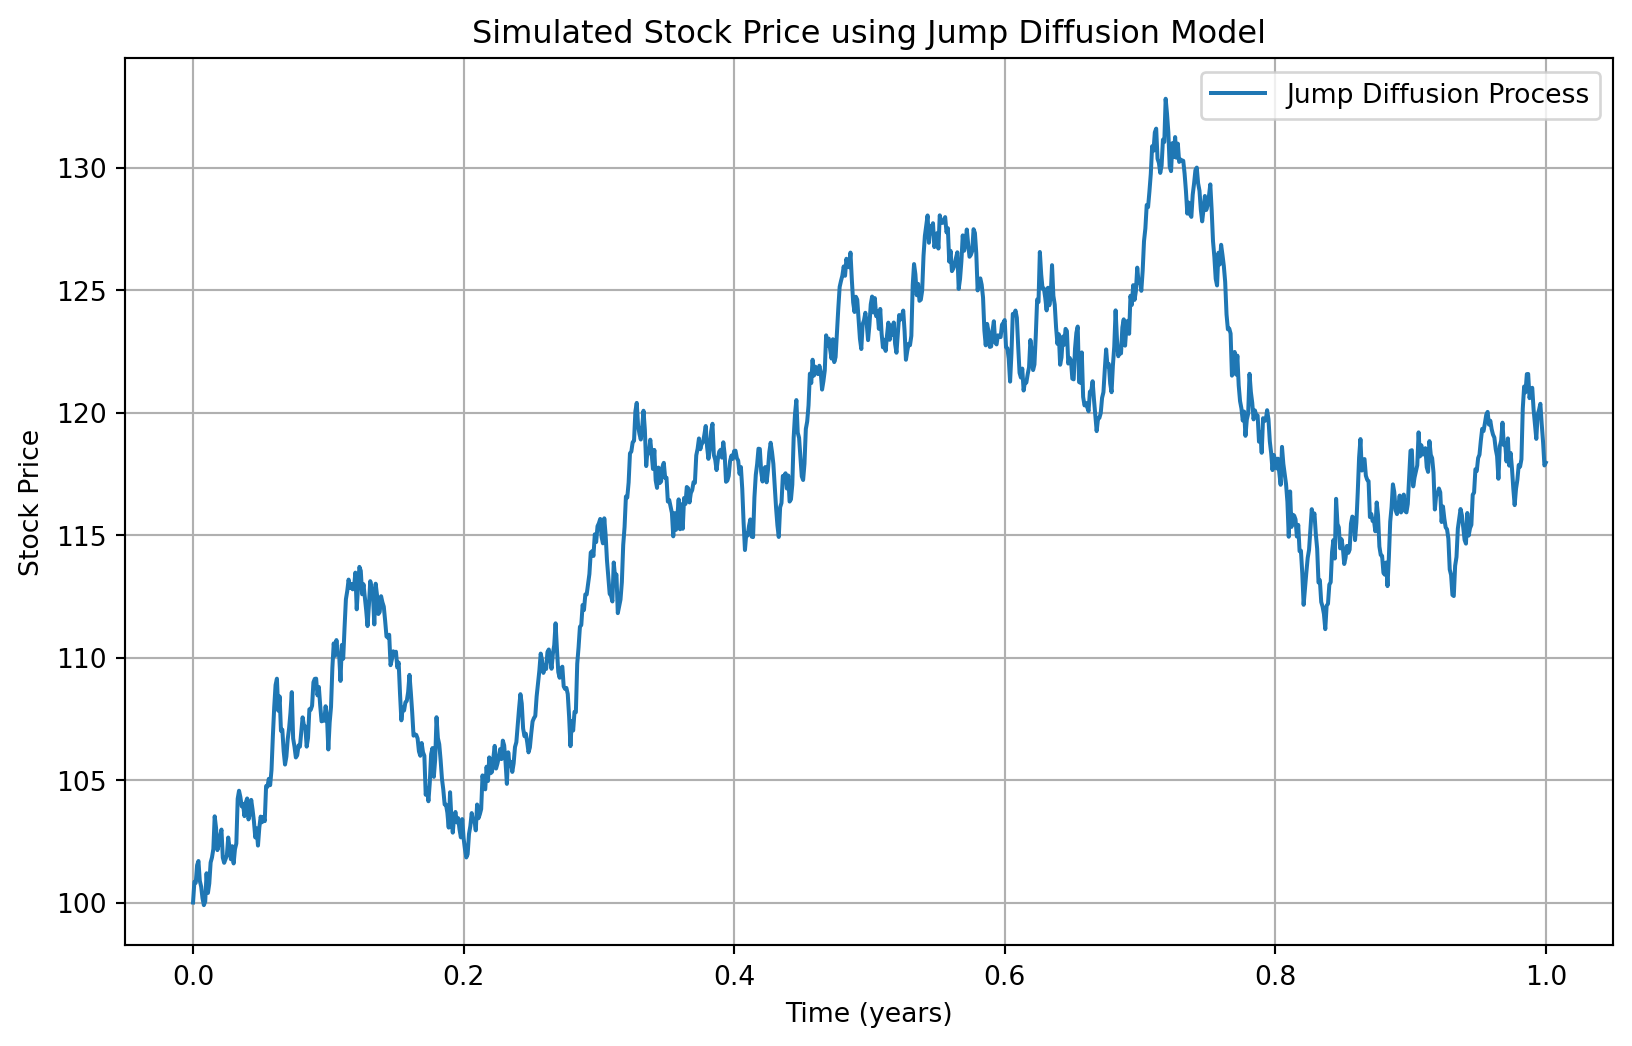 Simulated Stock Price using Jump Diffusion Model
Jump Diffusion Process
Stock Price
130
125
120
115
110
105
100
0.0 0.2 0.4 0.6 0.8 1.0
Time (years)